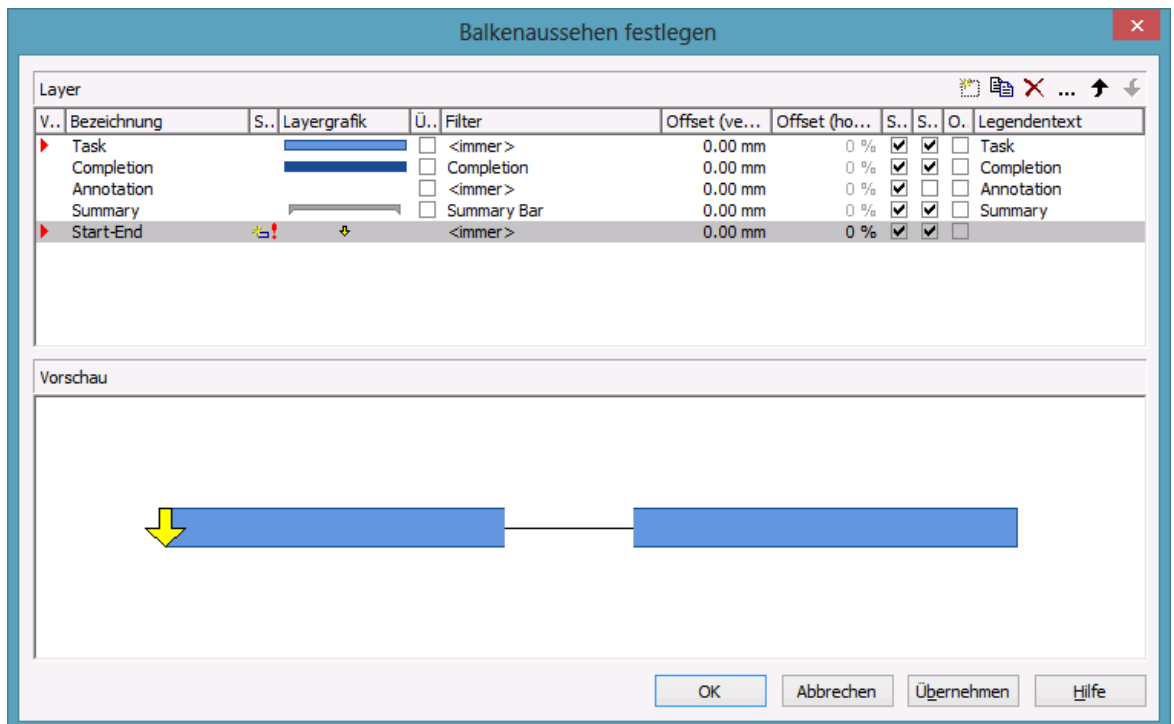 Balkenaussehen festlegen
Layer
V.. Bezeichnung S.. Layergrafik Ü.. Filter Offset (ve... Offset (ho... S.. S.. O.. Legendentext
Task <immer> 0.00 mm 0 % Task
Completion Completion 0.00 mm 0 % Completion
Annotation <immer> 0.00 mm 0 % Annotation
Summary Summary Bar 0.00 mm 0 % Summary
Start-End <immer> 0.00 mm 0 %
Vorschau
OK Abbrechen Übernehmen Hilfe